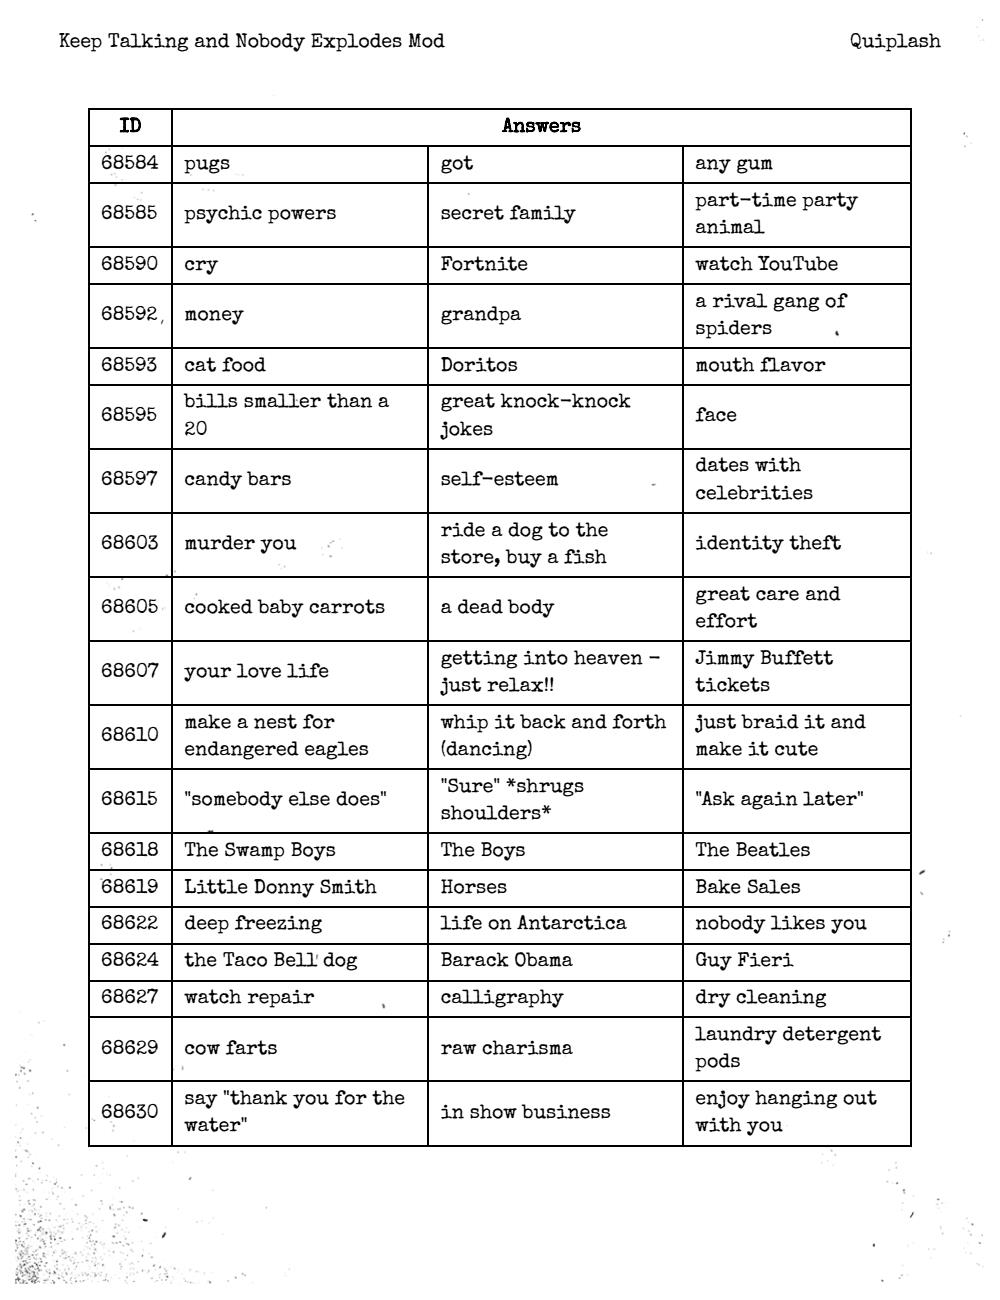 Keep Talking and Nobody Explodes Mod Quiplash
ID Answers
68584 pugs got any gum
68585 psychic powers secret family part-time party animal
68590 cry Fortnite watch YouTube
68592 money grandpa a rival gang of spiders
68593 cat food Doritos mouth flavor
68595 bills smaller than a 20 great knock-knock jokes face
68597 candy bars self-esteem dates with celebrities
68603 murder you ride a dog to the store, buy a fish identity theft
68605 cooked baby carrots a dead body great care and effort
68607 your love life getting into heaven - just relax!! Jimmy Buffett tickets
68610 make a nest for endangered eagles whip it back and forth (dancing) just braid it and make it cute
68615 "somebody else does" "Sure" *shrugs shoulders* "Ask again later"
68618 The Swamp Boys The Boys The Beatles
68619 Little Donny Smith Horses Bake Sales
68622 deep freezing life on Antarctica nobody likes you
68624 the Taco Bell dog Barack Obama Guy Fieri
68627 watch repair calligraphy dry cleaning
68629 cow farts raw charisma laundry detergent pods
68630 say "thank you for the water" in show business enjoy hanging out with you